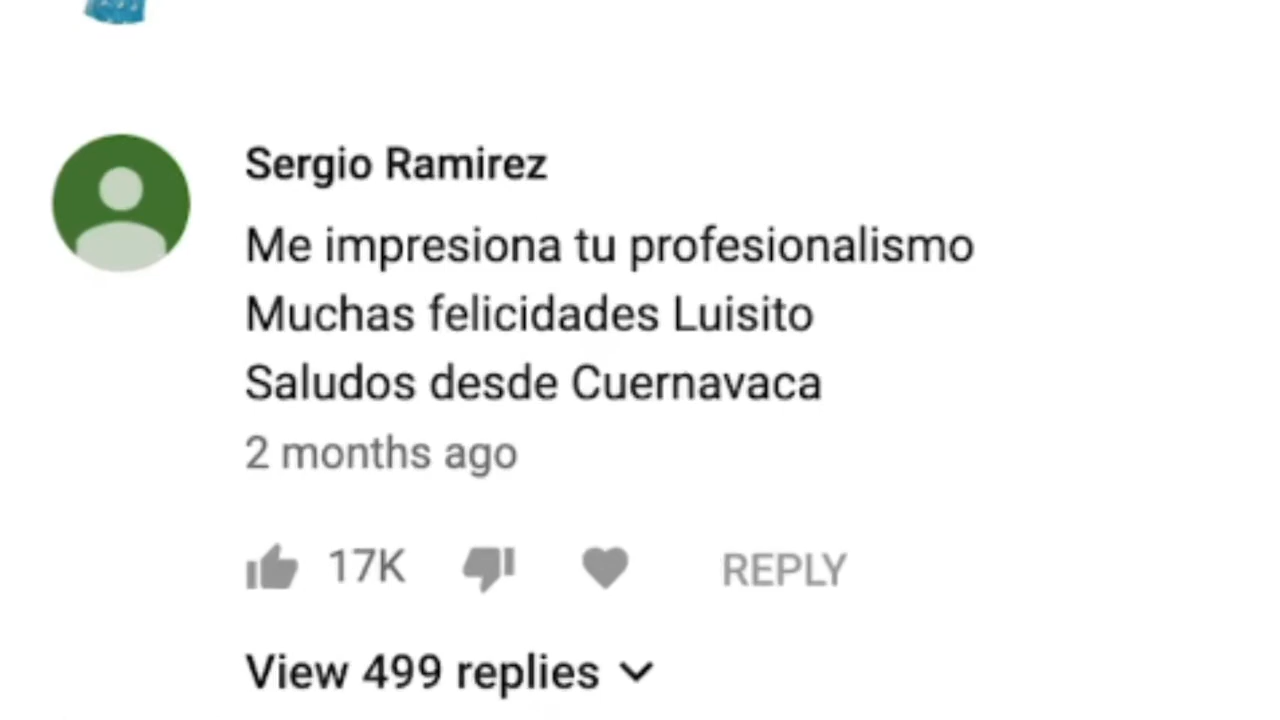 Sergio Ramirez
Me impresiona tu profesionalismo
Muchas felicidades Luisito
Saludos desde Cuernavaca
2 months ago
17K REPLY
View 499 replies